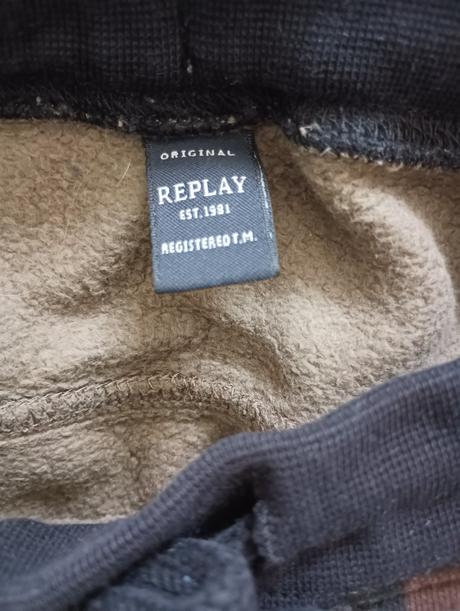 ORIGINAL
REPLAY
EST.1981
REGISTERED T.M.